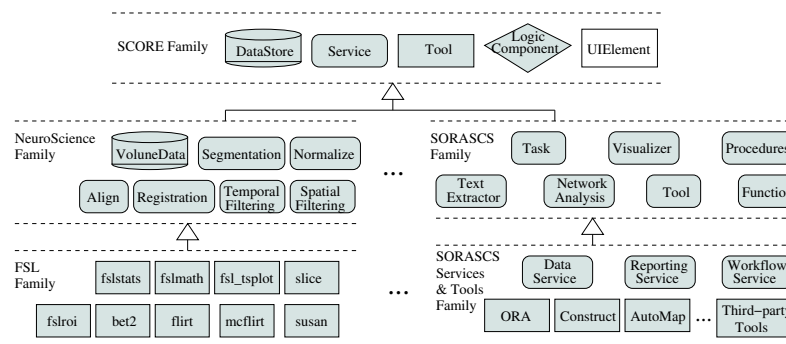 SCORE Family
DataStore
Service
Tool
Logic
Component
UIElement
NeuroScience
Family
VoluneData
Segmentation
Normalize
Align
Registration
Temporal
Filtering
Spatial
Filtering
...
SORASCS
Family
Task
Visualizer
Procedures
Text
Extractor
Network
Analysis
Tool
Functio
FSL
Family
fslstats
fslmath
fsl_tsplot
slice
fslroi
bet2
flirt
mcflirt
susan
...
SORASCS
Services
& Tools
Family
Data
Service
Reporting
Service
Workflow
Service
ORA
Construct
AutoMap
...
Third-party
Tools